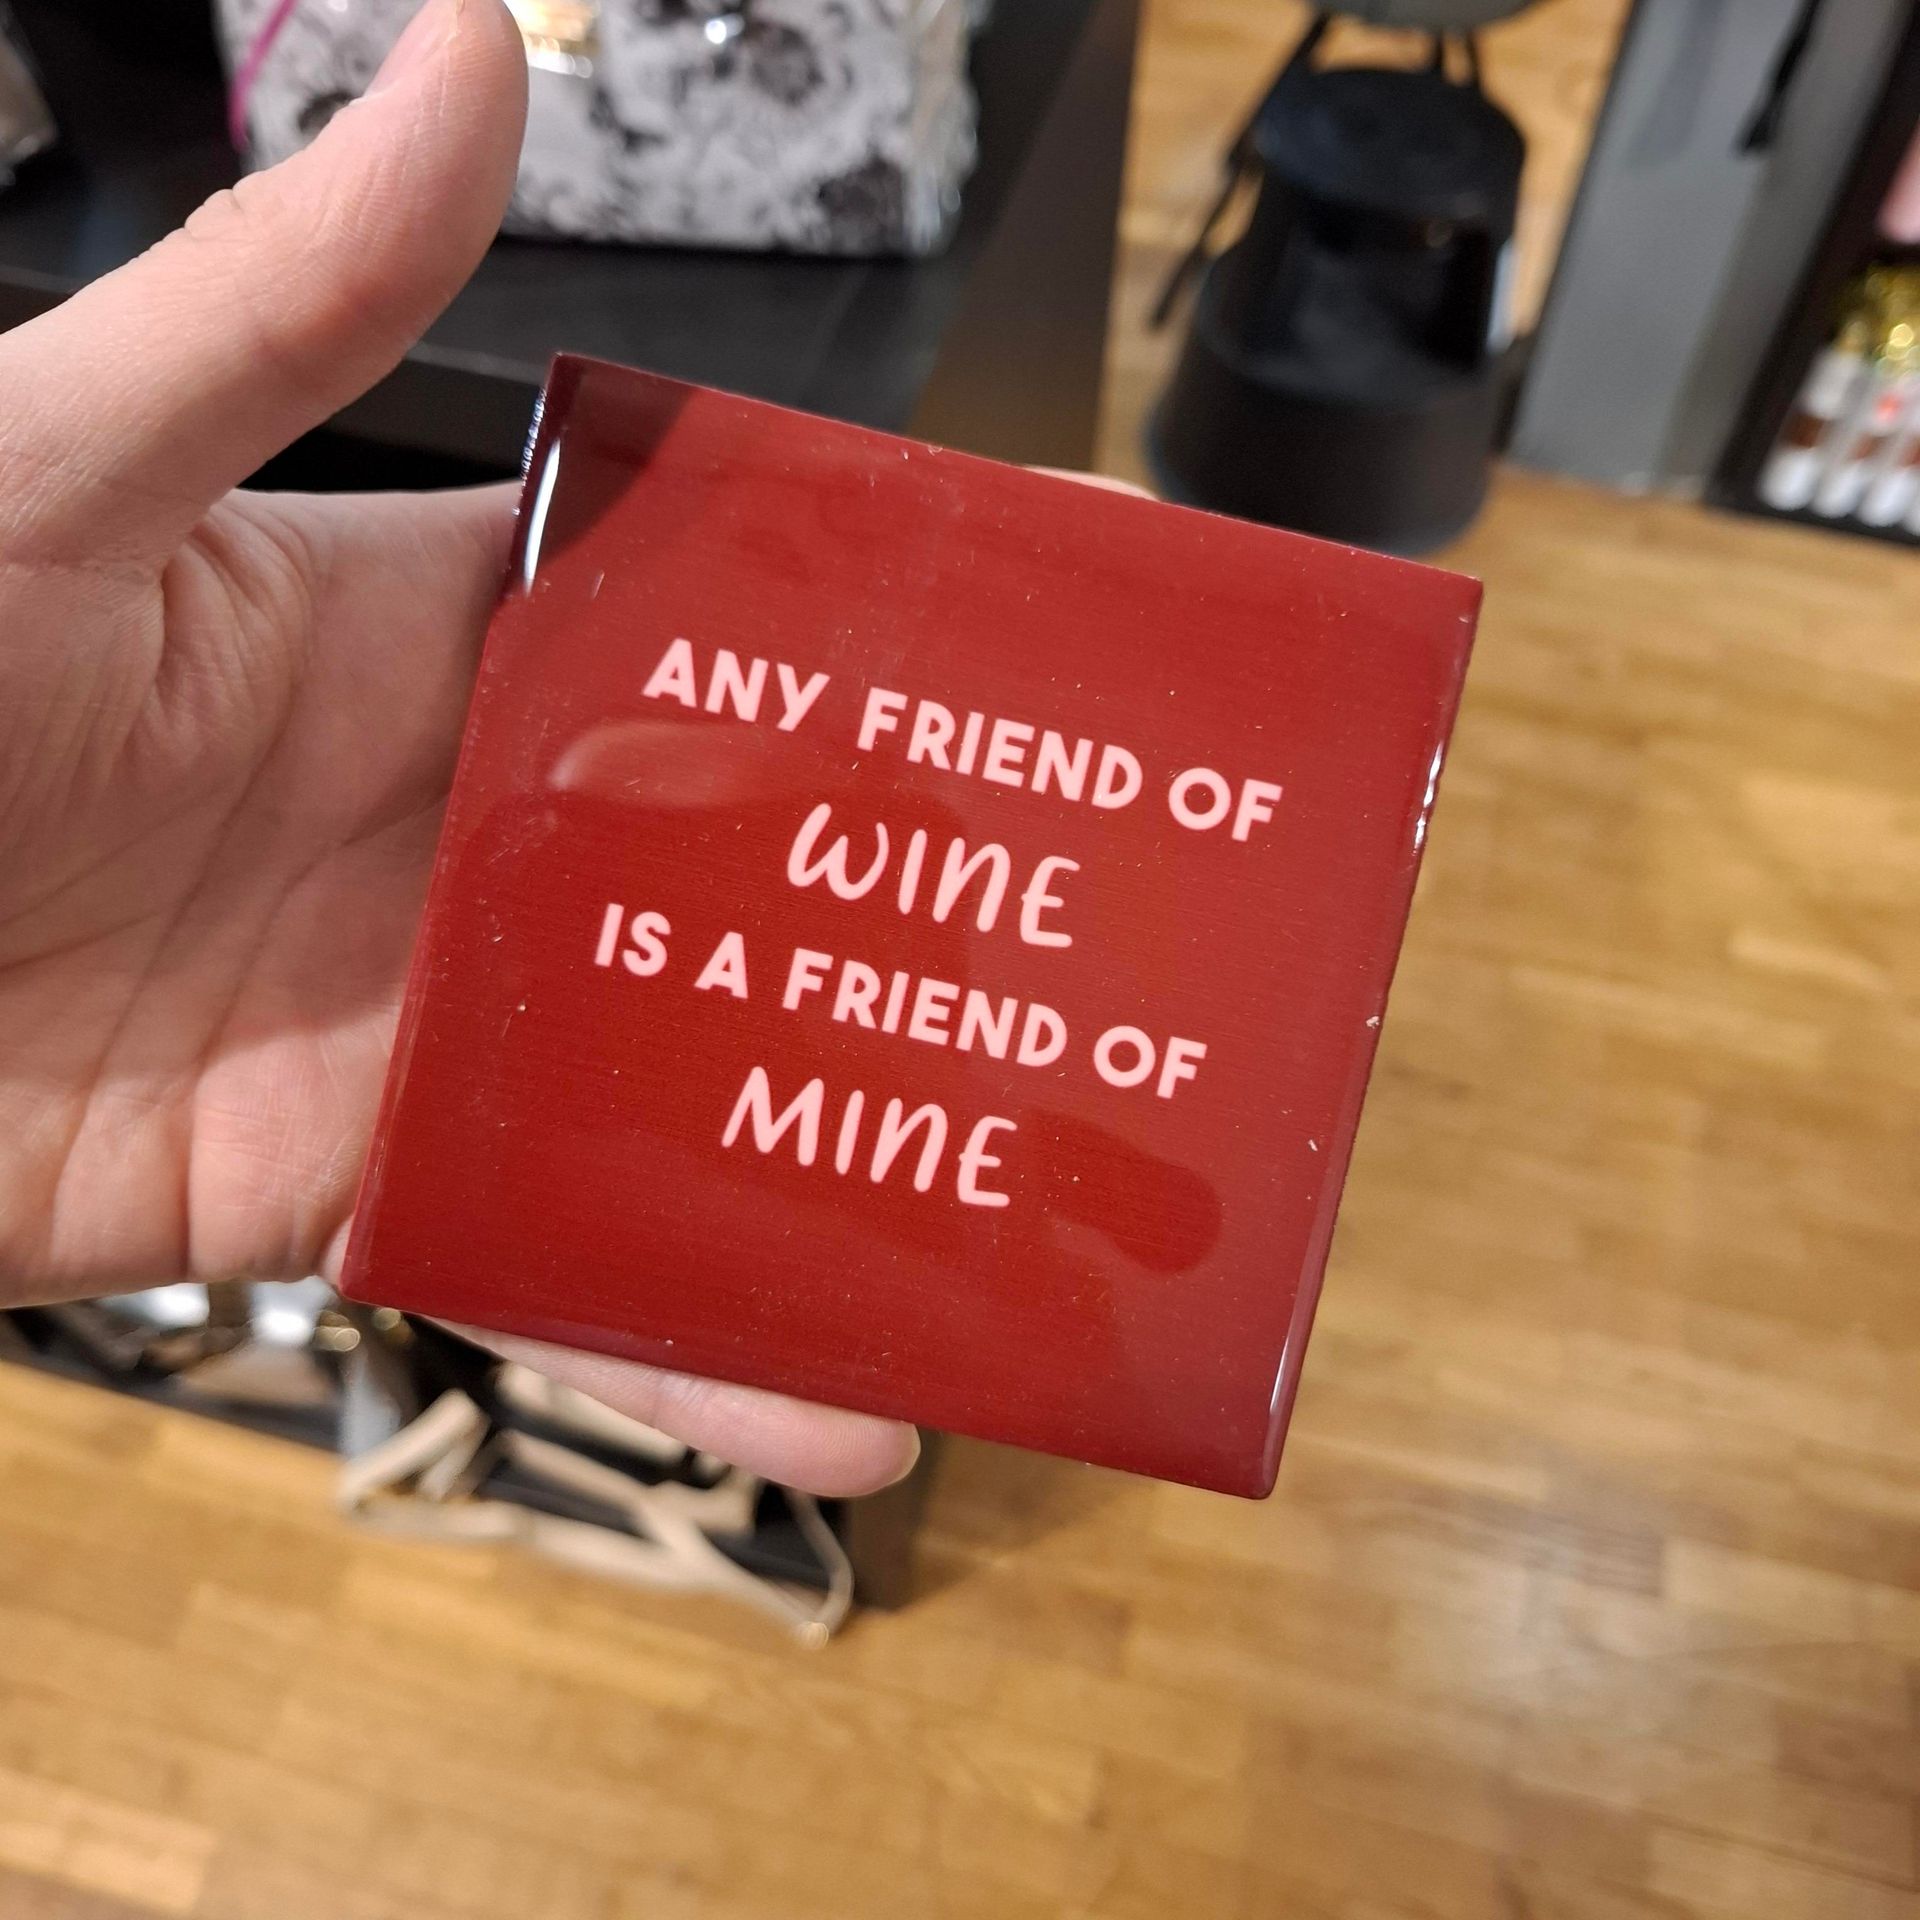 ANY FRIEND OF
WINE
IS A FRIEND OF
MINE